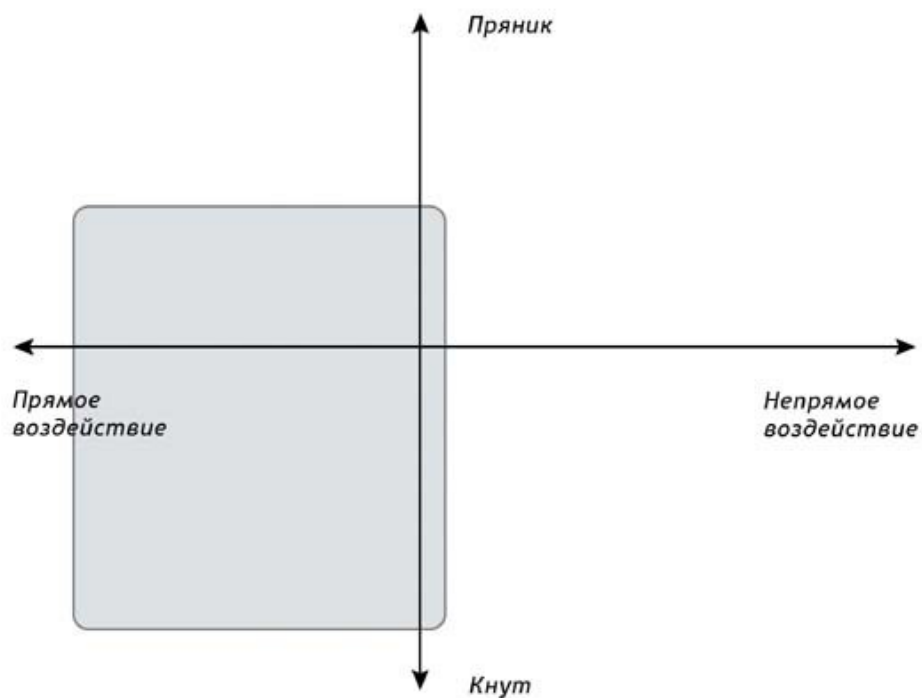 Пряник
Прямое
воздействие
Непрямое
воздействие
Кнут